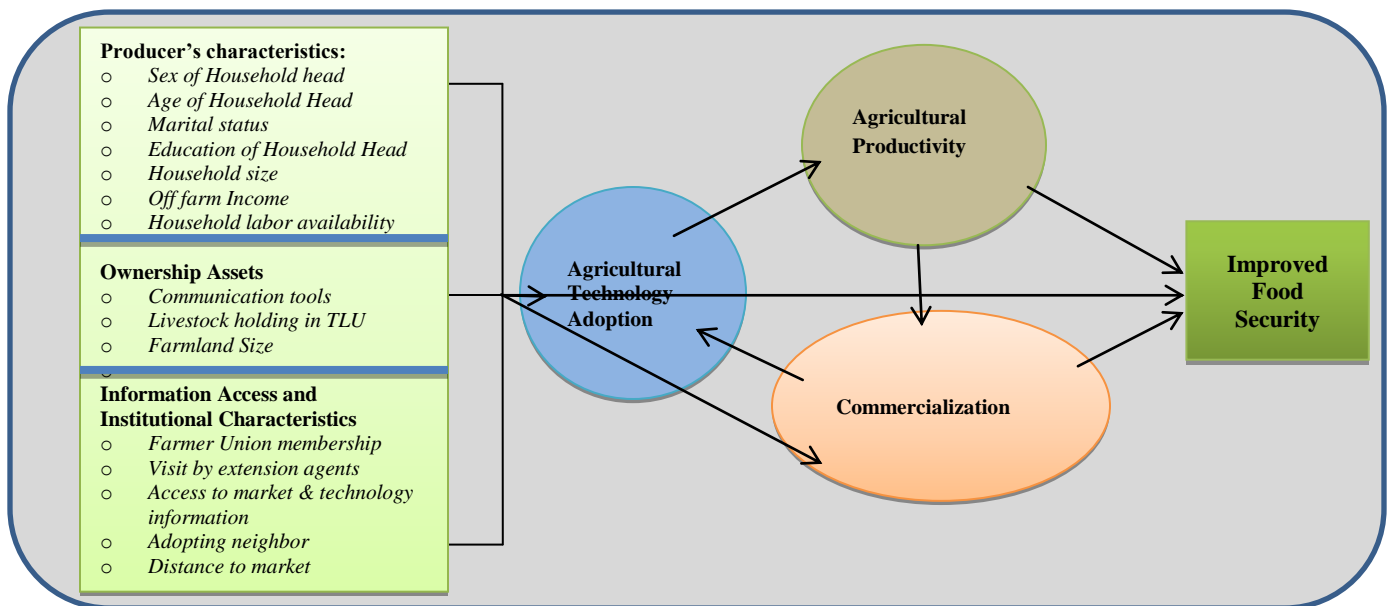 Producer's characteristics:
o Sex of Household head
o Age of Household Head
o Marital status
o Education of Household Head
o Household size
o Off farm Income
o Household labor availability
Ownership Assets
o Communication tools
o Livestock holding in TLU
o Farmland Size
o
Information Access and
Institutional Characteristics
o Farmer Union membership
o Visit by extension agents
o Access to market & technology
information
o Adopting neighbor
o Distance to market
Agricultural
Technology
Adoption
Agricultural
Productivity
Commercialization
Improved
Food
Security